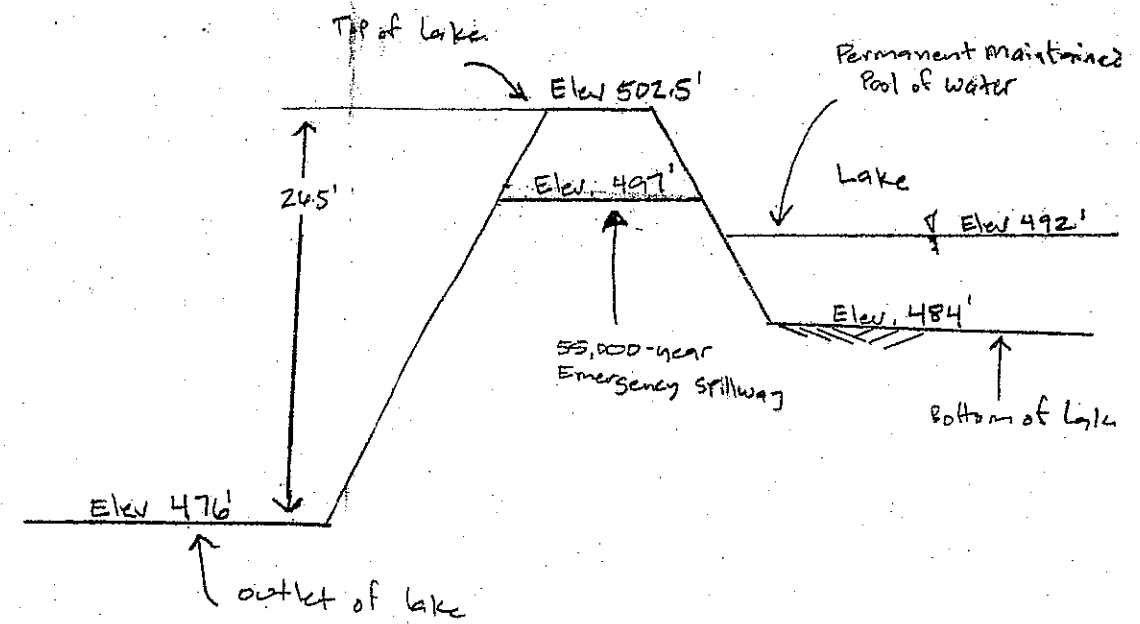 Top of lake
Elev 502.5'
Permanent Maintained
Pool of water
Lake
Elev. 497'
26.5'
Elev 492'
Elev. 484'
55,000-year
Emergency Spillway
Bottom of Lake
Elev 476'
outlet of lake